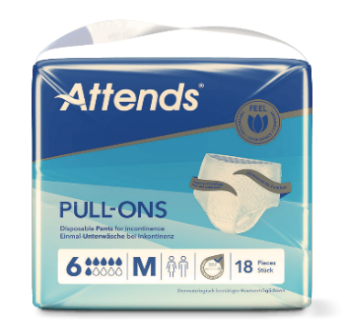 Attends®
FEEL
PULL-ONS
Disposable Pants for Incontinence
Einmal-Unterwäsche bei Inkontinenz
6 M 18 Pieces
Stück